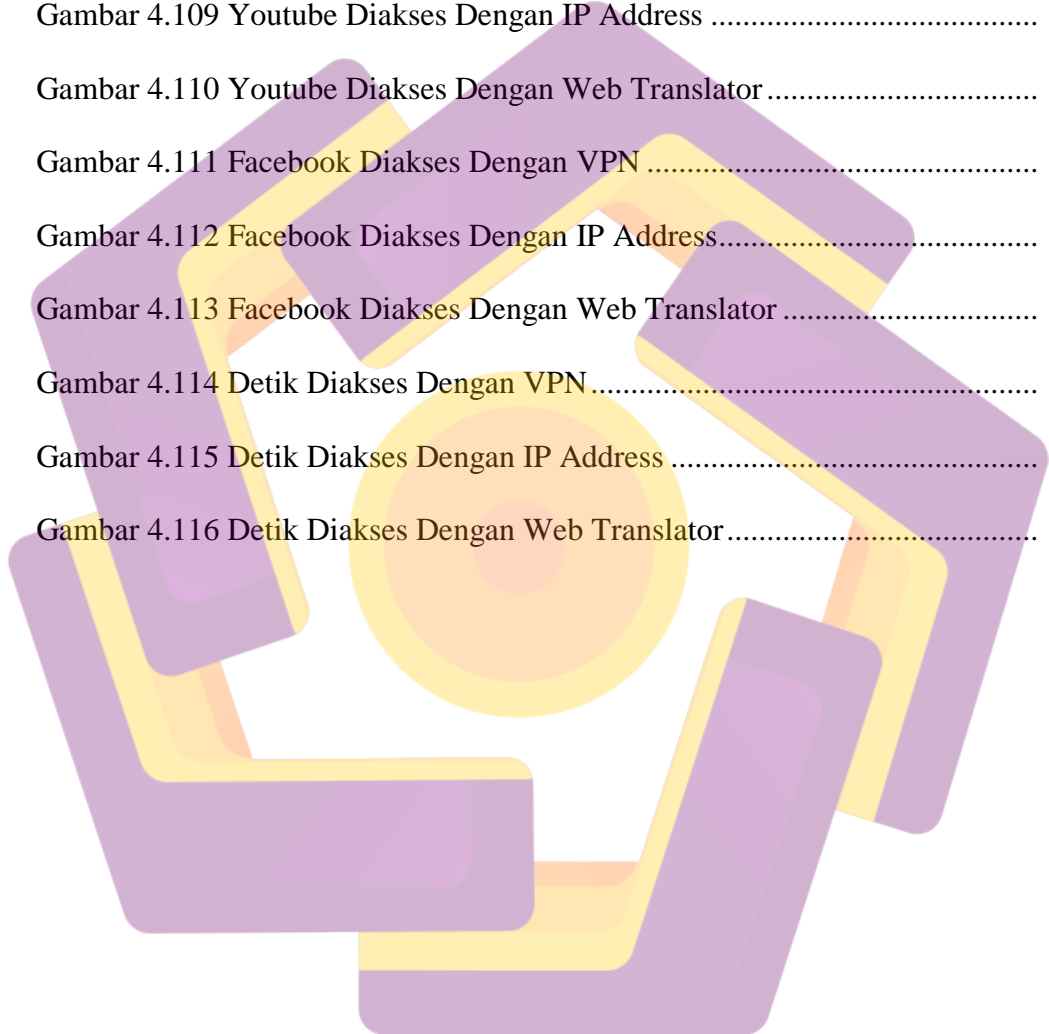 Gambar 4.109 Youtube Diakses Dengan IP Address ......................................
Gambar 4.110 Youtube Diakses Dengan Web Translator ...............................
Gambar 4.111 Facebook Diakses Dengan VPN .............................................
Gambar 4.112 Facebook Diakses Dengan IP Address.....................................
Gambar 4.113 Facebook Diakses Dengan Web Translator .............................
Gambar 4.114 Detik Diakses Dengan VPN....................................................
Gambar 4.115 Detik Diakses Dengan IP Address ..........................................
Gambar 4.116 Detik Diakses Dengan Web Translator ....................................